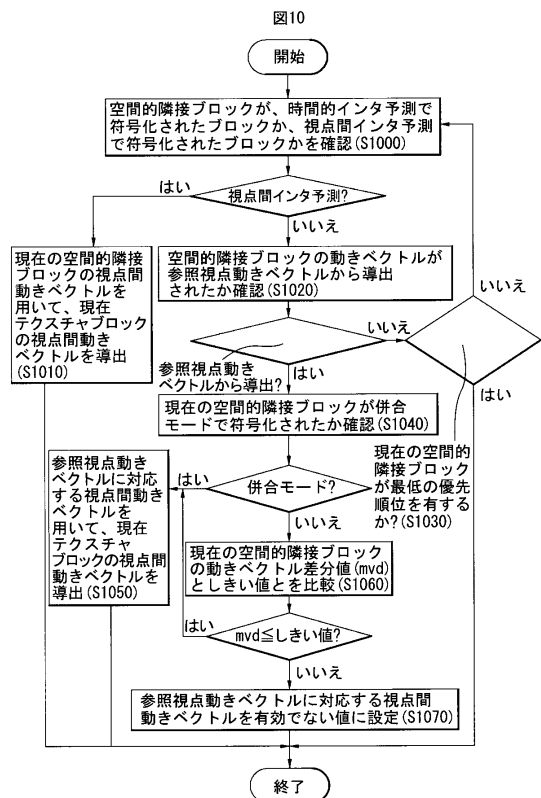 図10
開始
空間的隣接ブロックが、時間的インタ予測で
符号化されたブロックか、視点間インタ予測
で符号化されたブロックかを確認(S1000)
はい
視点間インタ予測?
いいえ
現在の空間的隣接
ブロックの視点間
動きベクトルを
用いて、現在
テクスチャブロック
の視点間動き
ベクトルを導出
(S1010)
空間的隣接ブロックの動きベクトルが
参照視点動きベクトルから導出
されたか確認(S1020)
いいえ
いいえ
参照視点動き
ベクトルから導出?
はい
はい
現在の空間的隣接ブロックが併合
モードで符号化されたか確認(S1040)
現在の空間的
隣接ブロック
が最低の優先
順位を有する
か?(S1030)
参照視点動き
ベクトルに対応
する視点間動き
ベクトルを
用いて、現在
テクスチャ
ブロックの視点間
動きベクトルを
導出(S1050)
はい
併合モード?
いいえ
現在の空間的隣接ブロック
の動きベクトル差分値(mvd)
としきい値とを比較(S1060)
はい
mvd≦しきい値?
いいえ
参照視点動きベクトルに対応する視点間
動きベクトルを有効でない値に設定(S1070)
終了